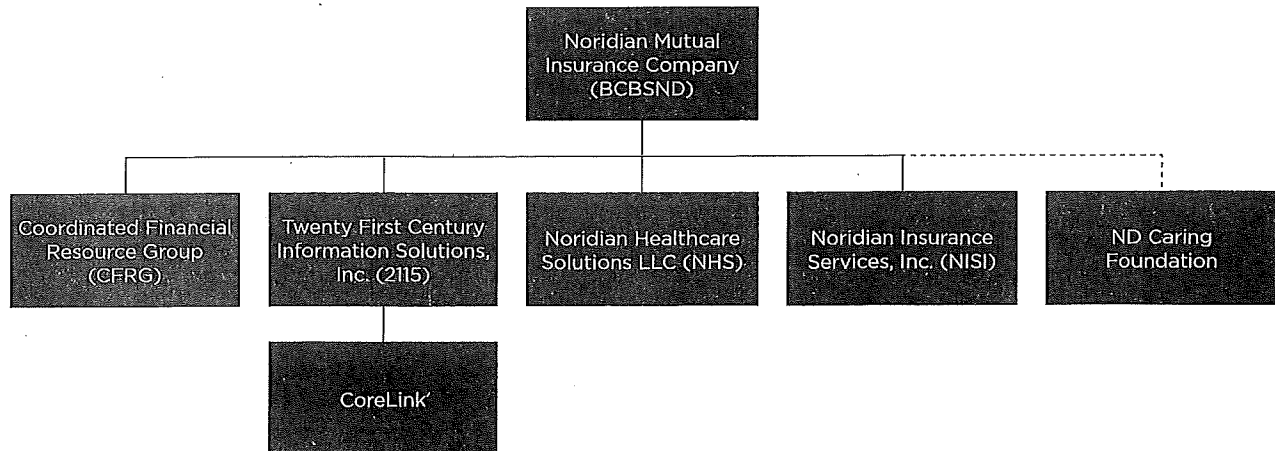 Noridian Mutual
Insurance Company
(BCBSND)
Coordinated Financial
Resource Group
(CFRG)
Twenty First Century
Information Solutions,
Inc. (2115)
Noridian Healthcare
Solutions LLC (NHS)
Noridian Insurance
Services, Inc. (NISI)
ND Caring
Foundation
CoreLink